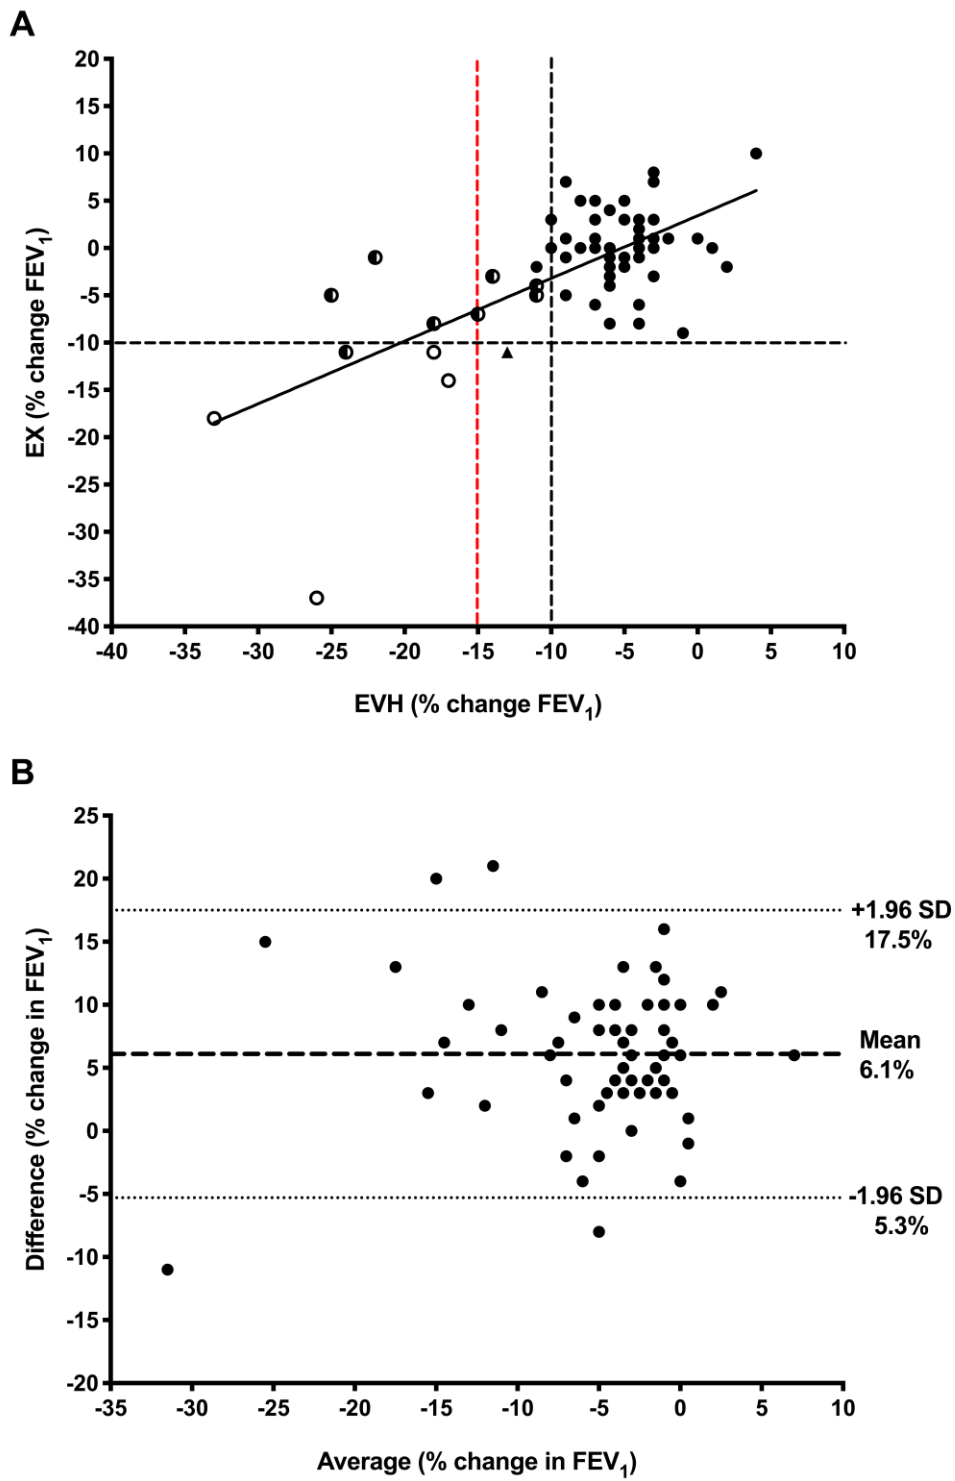 A
20
15
10
5
0
-5
-10
-15
-20
-25
-30
-35
-40
EX (% change FEV1)
-40 -35 -30 -25 -20 -15 -10 -5 0 5 10
EVH (% change FEV1)
B
25
20
15
10
5
0
-5
-10
-15
-20
Difference (% change in FEV1)
+1.96 SD
17.5%
Mean
6.1%
-1.96 SD
5.3%
-35 -30 -25 -20 -15 -10 -5 0 5 10
Average (% change in FEV1)